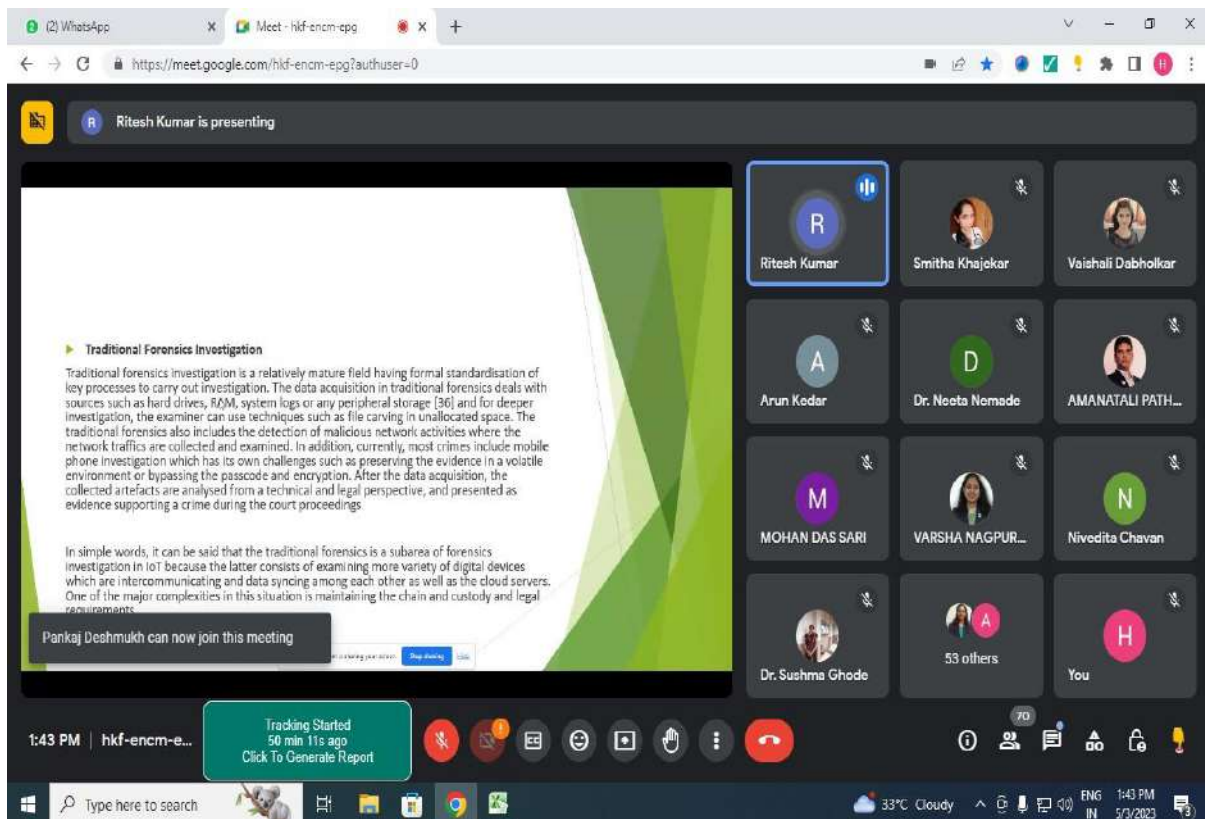 (2) WhatsApp
Meet - hkf-encm-epg
https://meet.google.com/hkf-encm-epg?authuser=0
H
R
Ritesh Kumar is presenting
Traditional Forensics Investigation
Traditional forensics investigation is a relatively mature field having formal standardisation of
key processes to carry out investigation. The data acquisition in traditional forensics deals with
sources such as hard drives, RAM, system logs or any peripheral storage [36] and for deeper
investigation, the examiner can use techniques such as file carving in unallocated space. The
traditional forensics also includes the detection of malicious network activities where the
network traffics are collected and examined. In addition, currently, most crimes include mobile
phone investigation which has its own challenges such as preserving the evidence in a volatile
environment or bypassing the passcode and encryption. After the data acquisition, the
collected artefacts are analysed from a technical and legal perspective, and presented as
evidence supporting a crime during the court proceedings
In simple words, it can be said that the traditional forensics is a subarea of forensics
investigation in IoT because the latter consists of examining more variety of digital devices
which are intercommunicating and data syncing among each other as well as the cloud servers.
One of the major complexities in this situation is maintaining the chain and custody and legal
requirements
Pankaj Deshmukh can now join this meeting
sharing your screen
Stop sharing
R
Ritesh Kumar
Smitha Khajekar
Vaishali Dabholkar
A
Arun Kedar
D
Dr. Neeta Nemade
AMANATALI PATH...
M
MOHAN DAS SARI
VARSHA NAGPUR...
N
Nivedita Chavan
Dr. Sushma Ghode
A
53 others
H
You
1:43 PM | hkf-encm-e...
Tracking Started
50 min 11s ago
Click To Generate Report
70
Type here to search
33°C Cloudy
ENG
IN
1:43 PM
5/3/2023
3